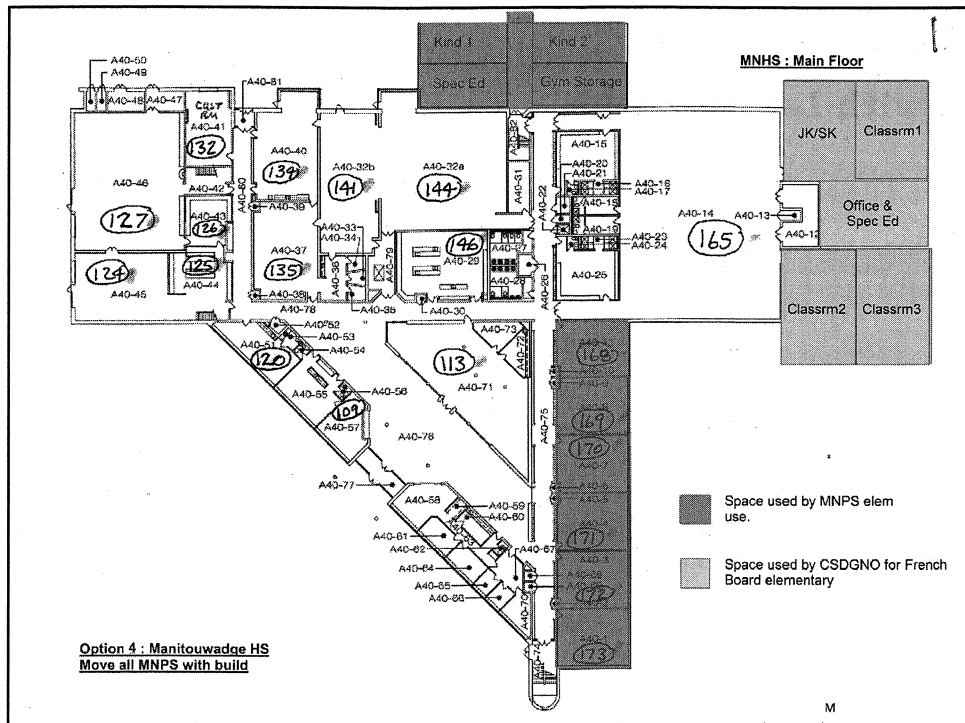 Kind 1
Kind 2
Spec Ed
Gym Storage
MNHS : Main Floor
A40-50
A40-49
A40-48
A40-47
A40-81
CUST
RM
A40-41
132
A40-42
A40-46
127
A40-43
126
125
A40-44
124
A40-45
A40-80
A40-40
134
A40-39
A40-37
135
A40-38
A40-78
A40-32b
141
A40-33
A40-34
A40-36
A40-35
A40-32a
144
A40-79
146
A40-29
A40-30
A40-31
A40-82
A40-27
A40-28
A40-22
A40-26
A40-15
A40-20
A40-21
A40-16
A40-17
A40-15
A40-19
A40-23
A40-24
A40-25
A40-14
165
A40-13
A40-12
JK/SK
Classrm1
Office &
Spec Ed
Classrm2
Classrm3
A40-52
A40-53
A40-54
A40-51
120
A40-55
A40-56
109
A40-57
A40-73
A40-72
113
A40-71
A40-75
A40-76
A40-77
168
169
170
171
172
173
A40-58
A40-59
A40-60
A40-61
A40-62
A40-63
A40-64
A40-65
A40-66
A40-67
A40-70
A40-74
Space used by MNPS elem
use.
Space used by CSDGNO for French
Board elementary
Option 4 : Manitouwadge HS
Move all MNPS with build
M